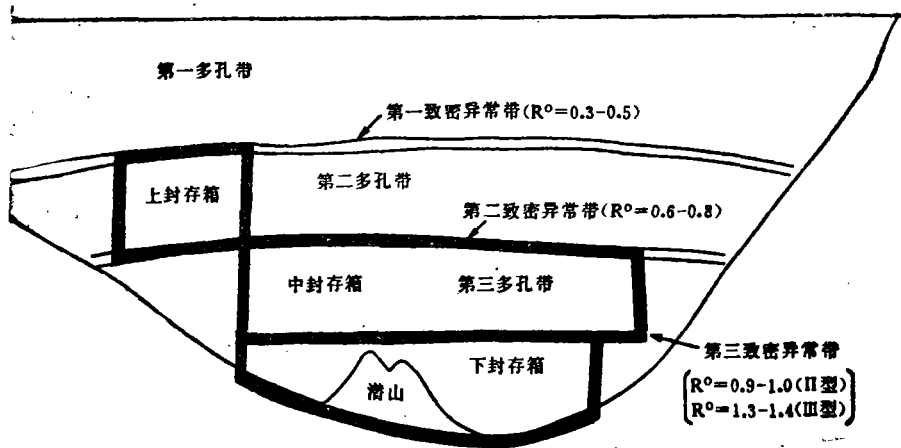 第一多孔带
第一致密异常带(R°=0.3-0.5)
上封存箱
第二多孔带
第二致密异常带(R°=0.6-0.8)
中封存箱
第三多孔带
第三致密异常带
下封存箱
R°=0.9-1.0(II型)
潜山
R°=1.3-1.4(III型)